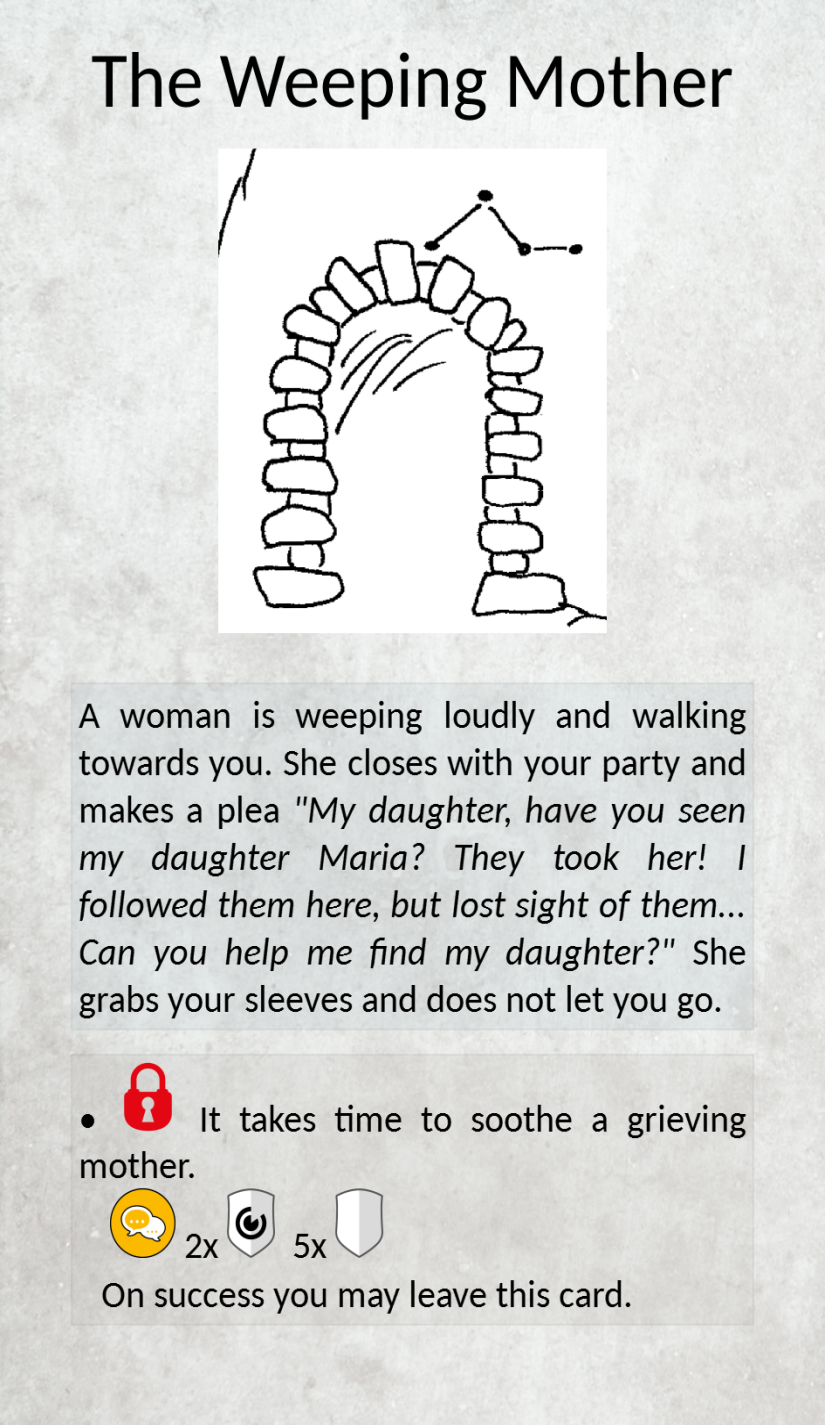 The Weeping Mother
A woman is weeping loudly and walking
towards you. She closes with your party and
makes a plea "My daughter, have you seen
my daughter Maria? They took her! I
followed them here, but lost sight of them...
Can you help me find my daughter?" She
grabs your sleeves and does not let you go.
• It takes time to soothe a grieving
mother.
2x 5x
On success you may leave this card.